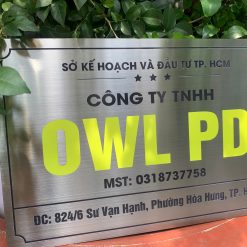 SỞ KẾ HOẠCH VÀ ĐẦU TƯ TP. HCM
CÔNG TY TNHH
OWL PD
MST: 0318737758
ĐC: 824/6 Sư Vạn Hạnh, Phường Hòa Hưng, TP. H